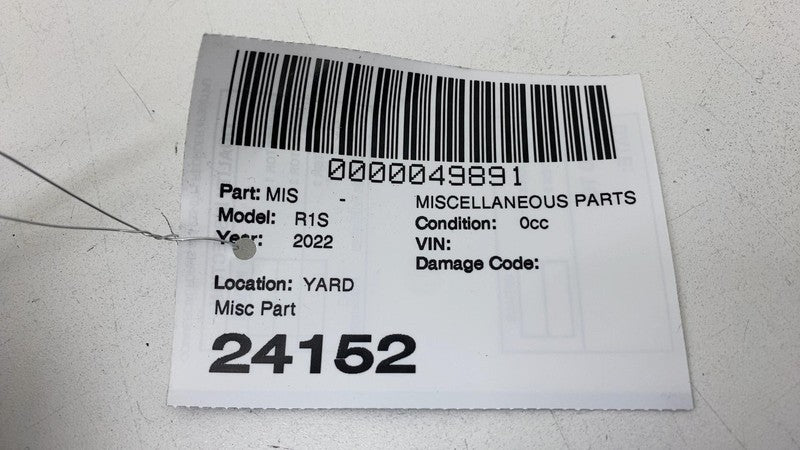 0000049891
Part: MIS -
MISCELLANEOUS PARTS
Model: R1S
Condition: 0cc
Year: 2022
VIN:
Damage Code:
Location: YARD
Misc Part
24152